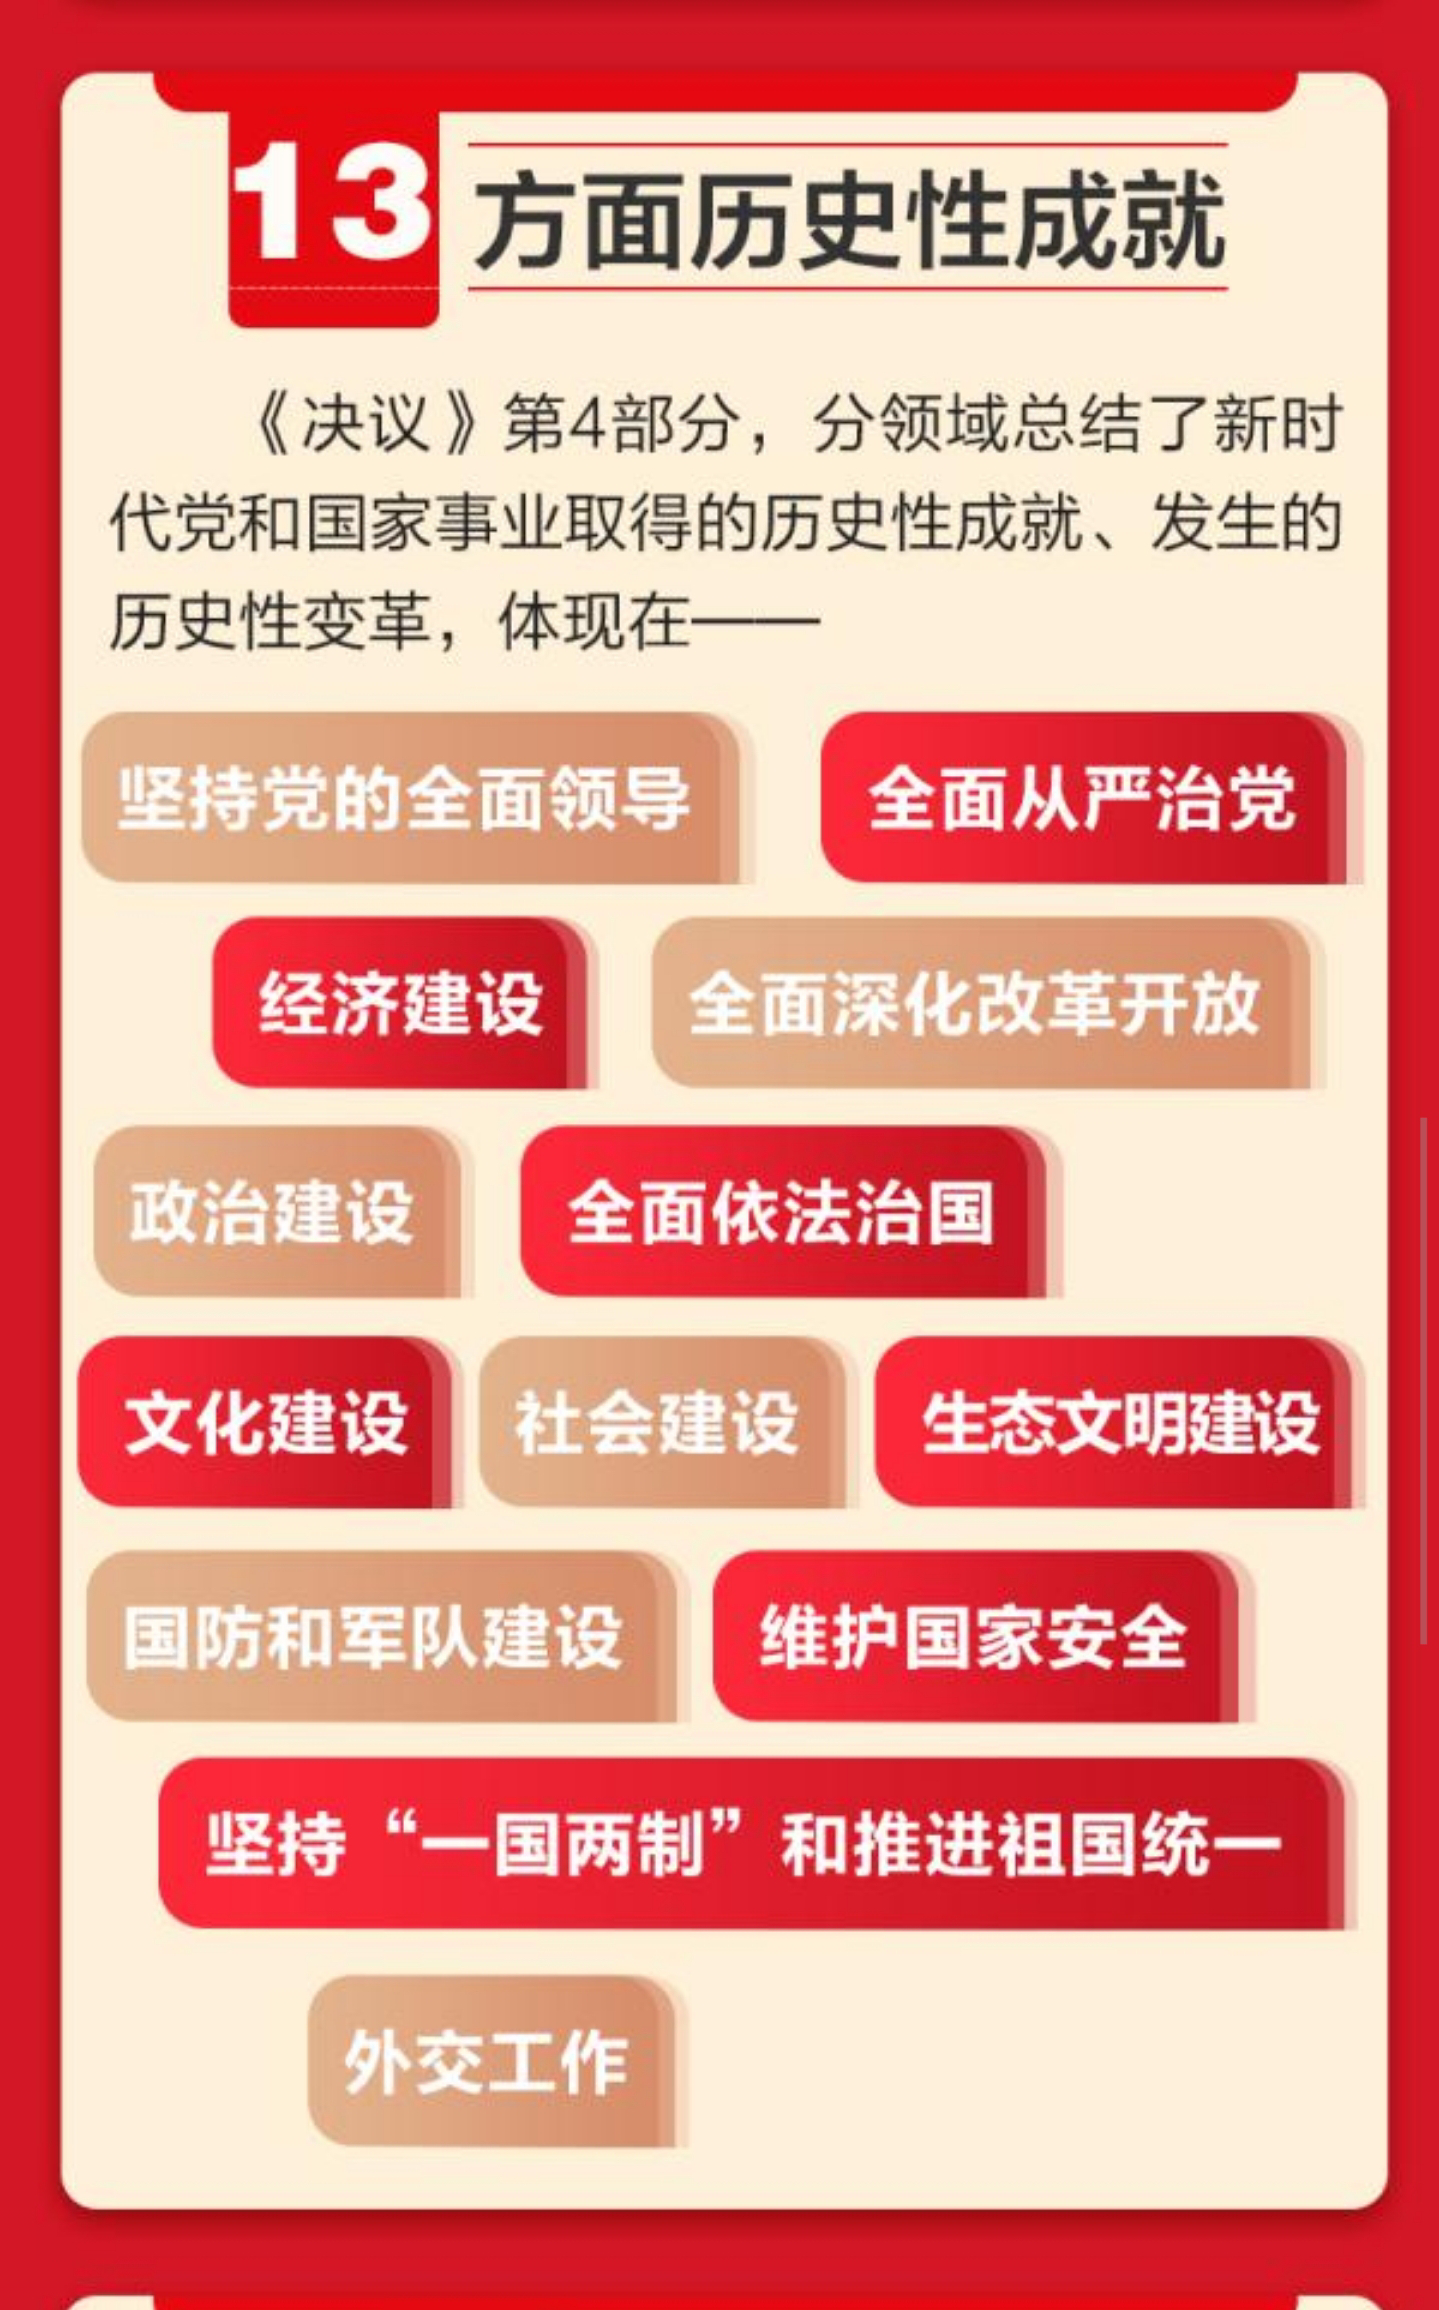 13 方面历史性成就
《决议》第4部分，分领域总结了新时
代党和国家事业取得的历史性成就、发生的
历史性变革，体现在——
坚持党的全面领导 全面从严治党
经济建设 全面深化改革开放
政治建设 全面依法治国
文化建设 社会建设 生态文明建设
国防和军队建设 维护国家安全
坚持“一国两制”和推进祖国统一
外交工作